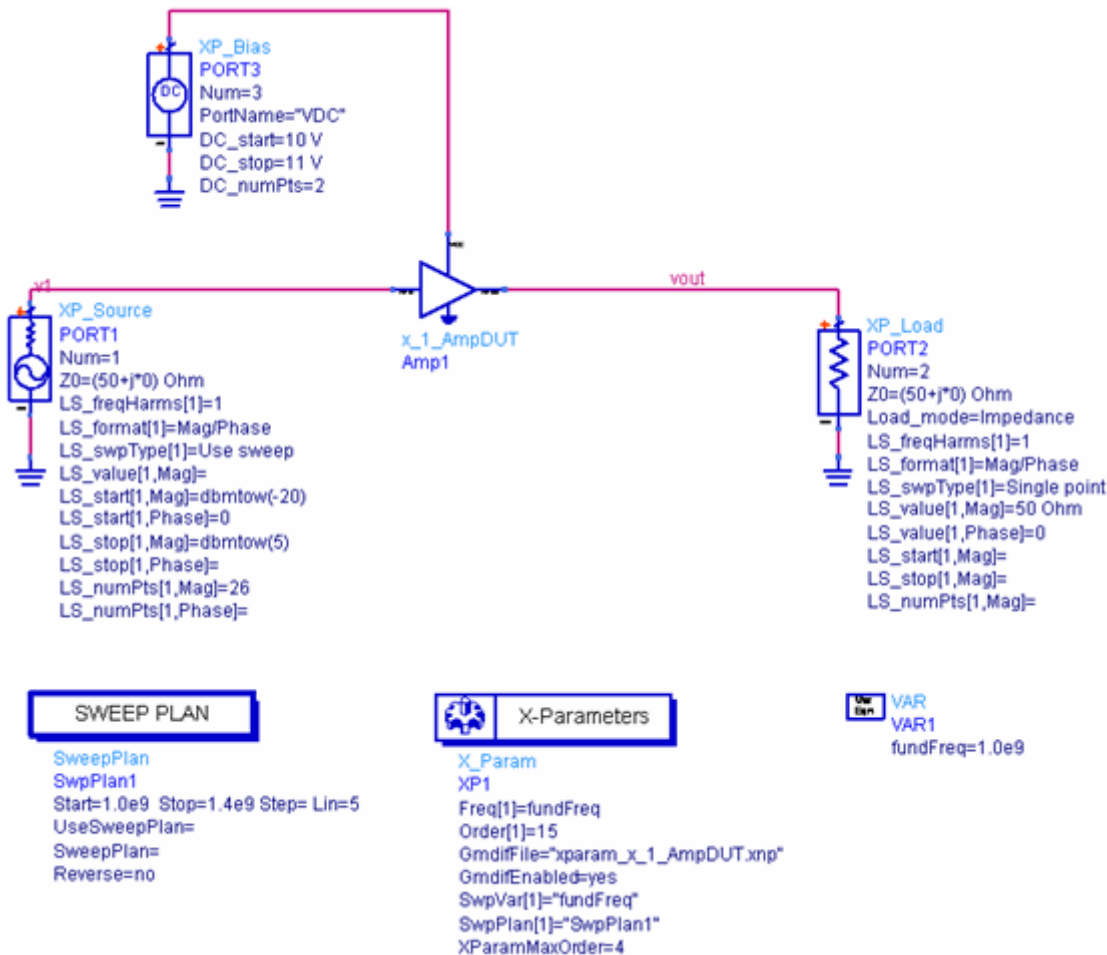 XP_Bias
PORT3
Num=3
PortName="VDC"
DC_start=10 V
DC_stop=11 V
DC_numPts=2
DC
v1
XP_Source
PORT1
Num=1
Z0=(50+j*0) Ohm
LS_freqHarms[1]=1
LS_format[1]=Mag/Phase
LS_swpType[1]=Use sweep
LS_value[1,Mag]=
LS_start[1,Mag]=dbmtow(-20)
LS_start[1,Phase]=0
LS_stop[1,Mag]=dbmtow(5)
LS_stop[1,Phase]=
LS_numPts[1,Mag]=26
LS_numPts[1,Phase]=
x_1_AmpDUT
Amp1
vout
XP_Load
PORT2
Num=2
Z0=(50+j*0) Ohm
Load_mode=Impedance
LS_freqHarms[1]=1
LS_format[1]=Mag/Phase
LS_swpType[1]=Single point
LS_value[1,Mag]=50 Ohm
LS_value[1,Phase]=0
LS_start[1,Mag]=
LS_stop[1,Mag]=
LS_numPts[1,Mag]=
SWEEP PLAN
SweepPlan
SwpPlan1
Start=1.0e9 Stop=1.4e9 Step= Lin=5
UseSweepPlan=
SweepPlan=
Reverse=no
X-Parameters
X_Param
XP1
Freq[1]=fundFreq
Order[1]=15
GmdifFile="xparam_x_1_AmpDUT.xnp"
GmdifEnabled=yes
SwpVar[1]="fundFreq"
SwpPlan[1]="SwpPlan1"
XParamMaxOrder=4
VAR
VAR1
fundFreq=1.0e9